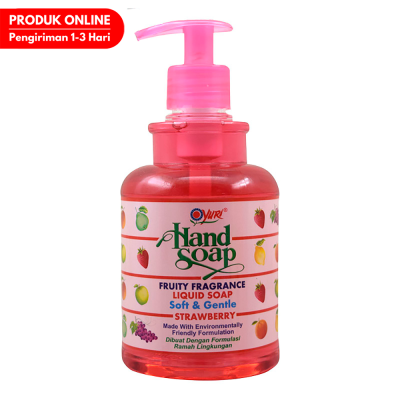 PRODUK ONLINE
Pengiriman 1-3 Hari
YURI®
Hand
Soap
FRUITY FRAGRANCE
LIQUID SOAP
Soft & Gentle
STRAWBERRY
Made With Environmentally
Friendly Formulation
Dibuat Dengan Formulasi
Ramah Lingkungan